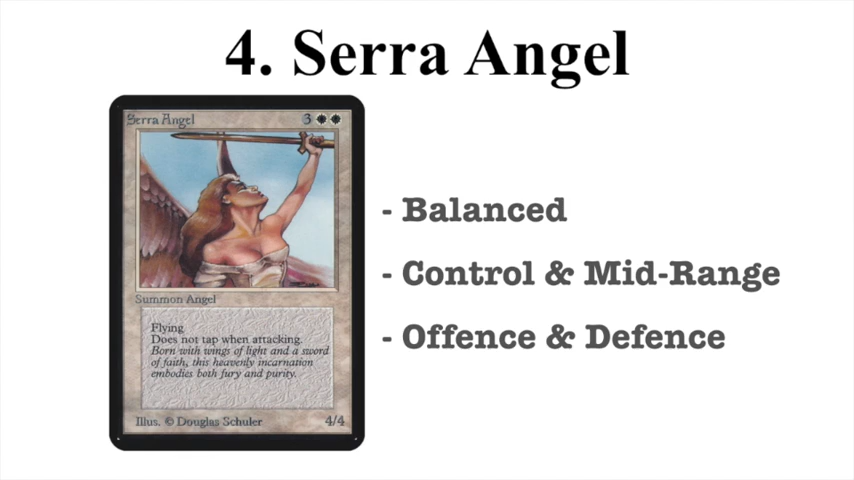 4. Serra Angel
Serra Angel 3
- Balanced
- Control & Mid-Range
- Offence & Defence
Summon Angel
Flying
Does not tap when attacking.
Born with wings of light and a sword
of faith, this heavenly incarnation
embodies both fury and purity.
Illus. © Douglas Schuler 4/4